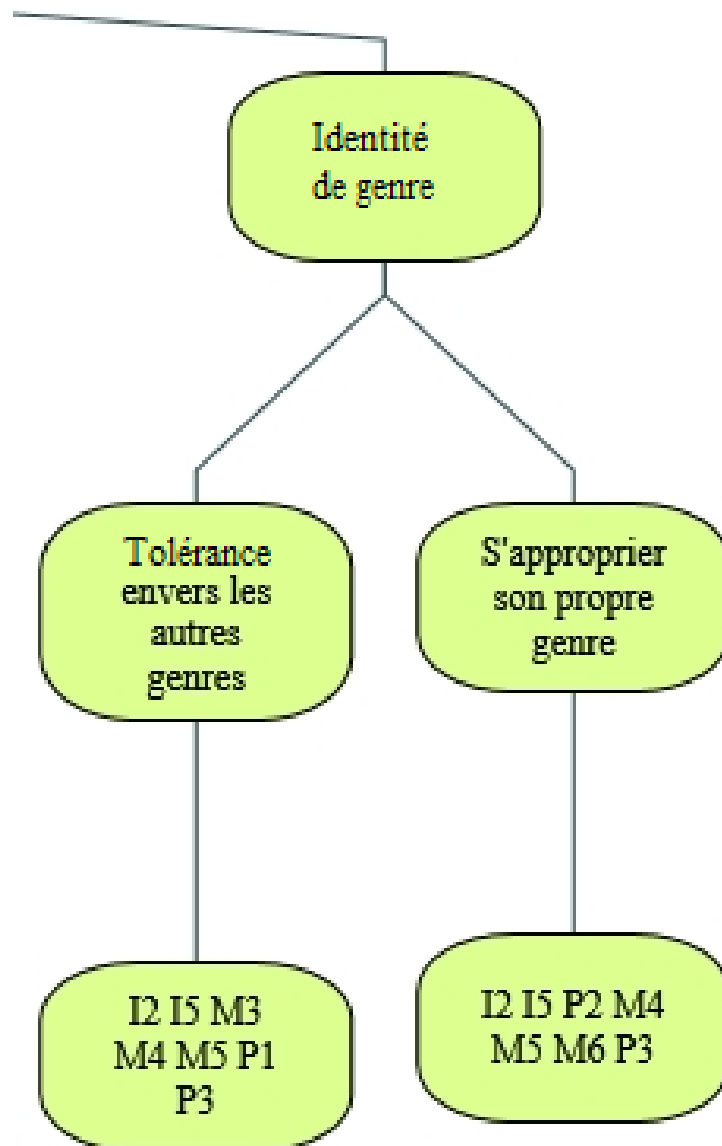 Identité
de genre
Tolérance
envers les
autres
genres
S'approprier
son propre
genre
I2 I5 M3
M4 M5 P1
P3
I2 I5 P2 M4
M5 M6 P3